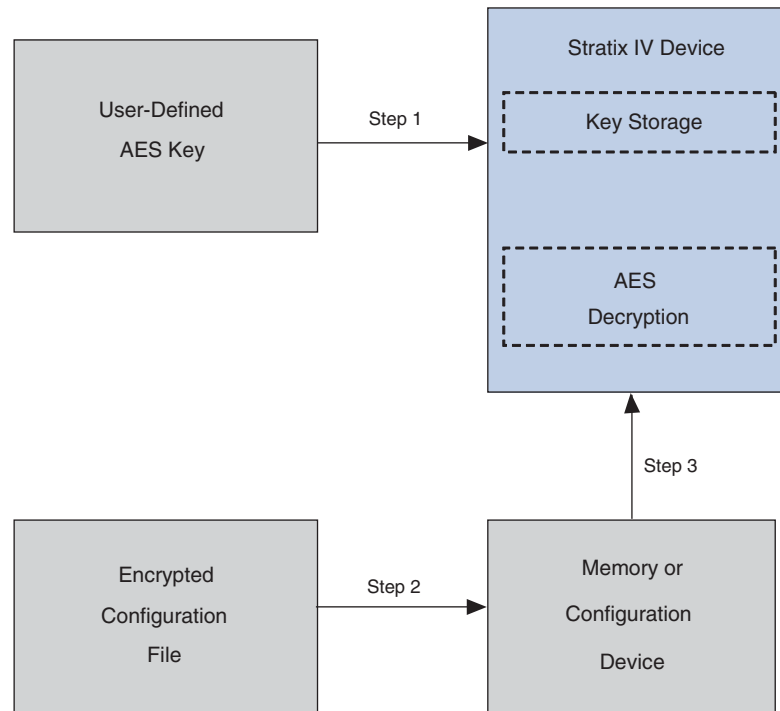 User-Defined
AES Key
Step 1
Stratix IV Device
Key Storage
AES
Decryption
Step 3
Encrypted
Configuration
File
Step 2
Memory or
Configuration
Device